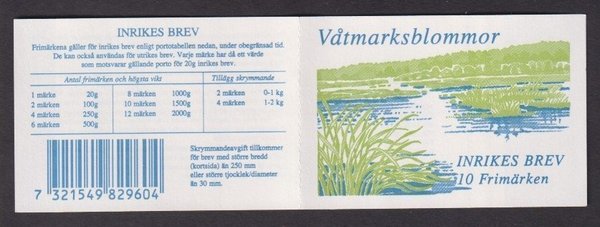 INRIKES BREV
Frimärkena gäller för inrikes brev enligt portotabellen nedan, under obegränsad tid.
De kan också användas för utrikes brev. Varje märke har då ett värde
som motsvarar gällande porto för 20g inrikes brev.
Antal frimärken och högsta vikt
Tillägg skrymmande
1 märke 20g 8 märken 1000g 2 märken 0-1 kg
2 märken 100g 10 märken 1500g 4 märken 1-2 kg
4 märken 250g 12 märken 2000g
6 märken 500g
Skrymmandeavgift tillkommer
för brev med större bredd
(kortsida) än 250 mm
eller större tjocklek/diameter
än 30 mm.
7 321549 829604
Våtmarksblommor
INRIKES BREV
10 Frimärken